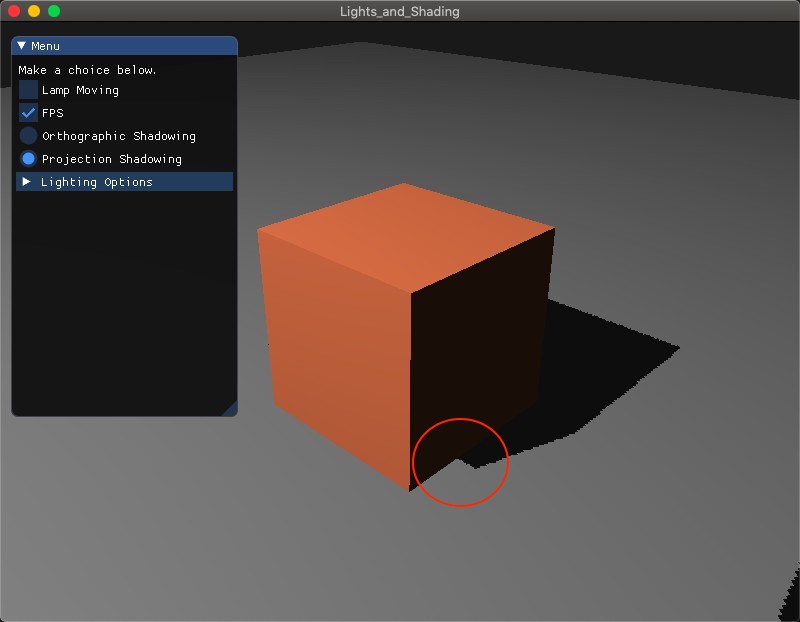 Lights_and_Shading
Menu
Make a choice below.
Lamp Moving
FPS
Orthographic Shadowing
Projection Shadowing
Lighting Options